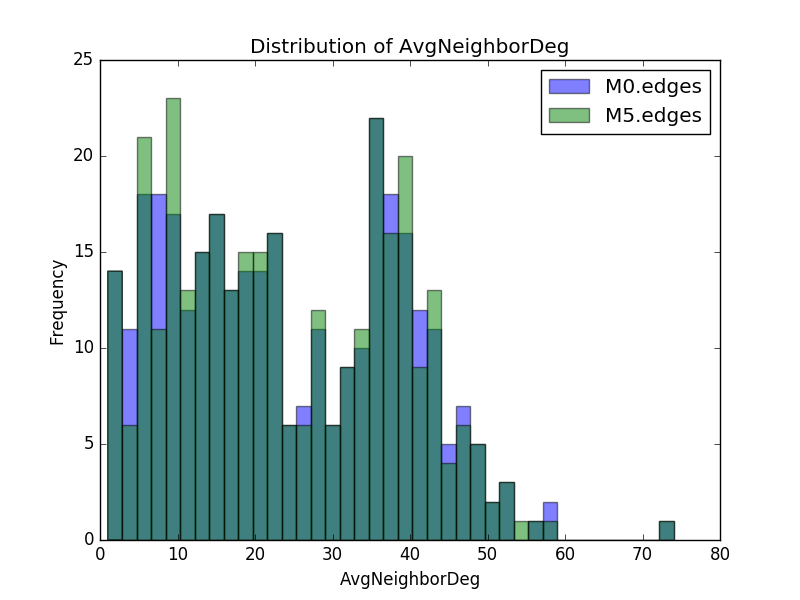 Distribution of AvgNeighborDeg
M0.edges
M5.edges
25
20
15
10
5
0
Frequency
0 10 20 30 40 50 60 70 80
AvgNeighborDeg